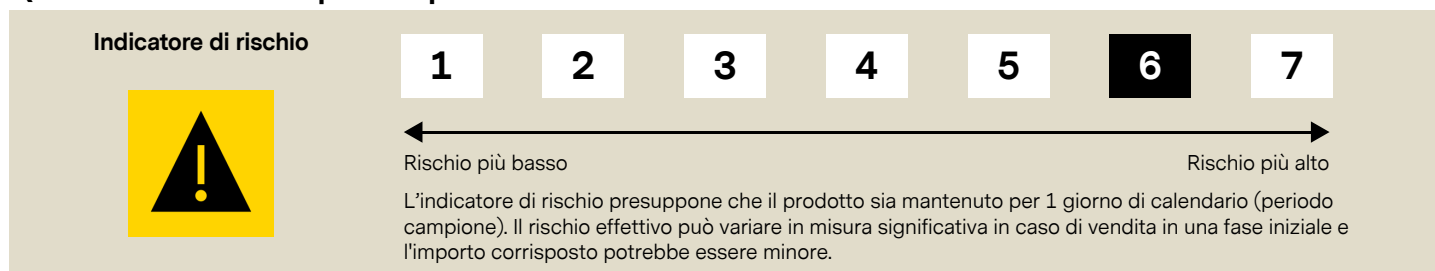 Indicatore di rischio
1 2 3 4 5 6 7
Rischio più basso Rischio più alto
L'indicatore di rischio presuppone che il prodotto sia mantenuto per 1 giorno di calendario (periodo
campione). Il rischio effettivo può variare in misura significativa in caso di vendita in una fase iniziale e
l'importo corrisposto potrebbe essere minore.